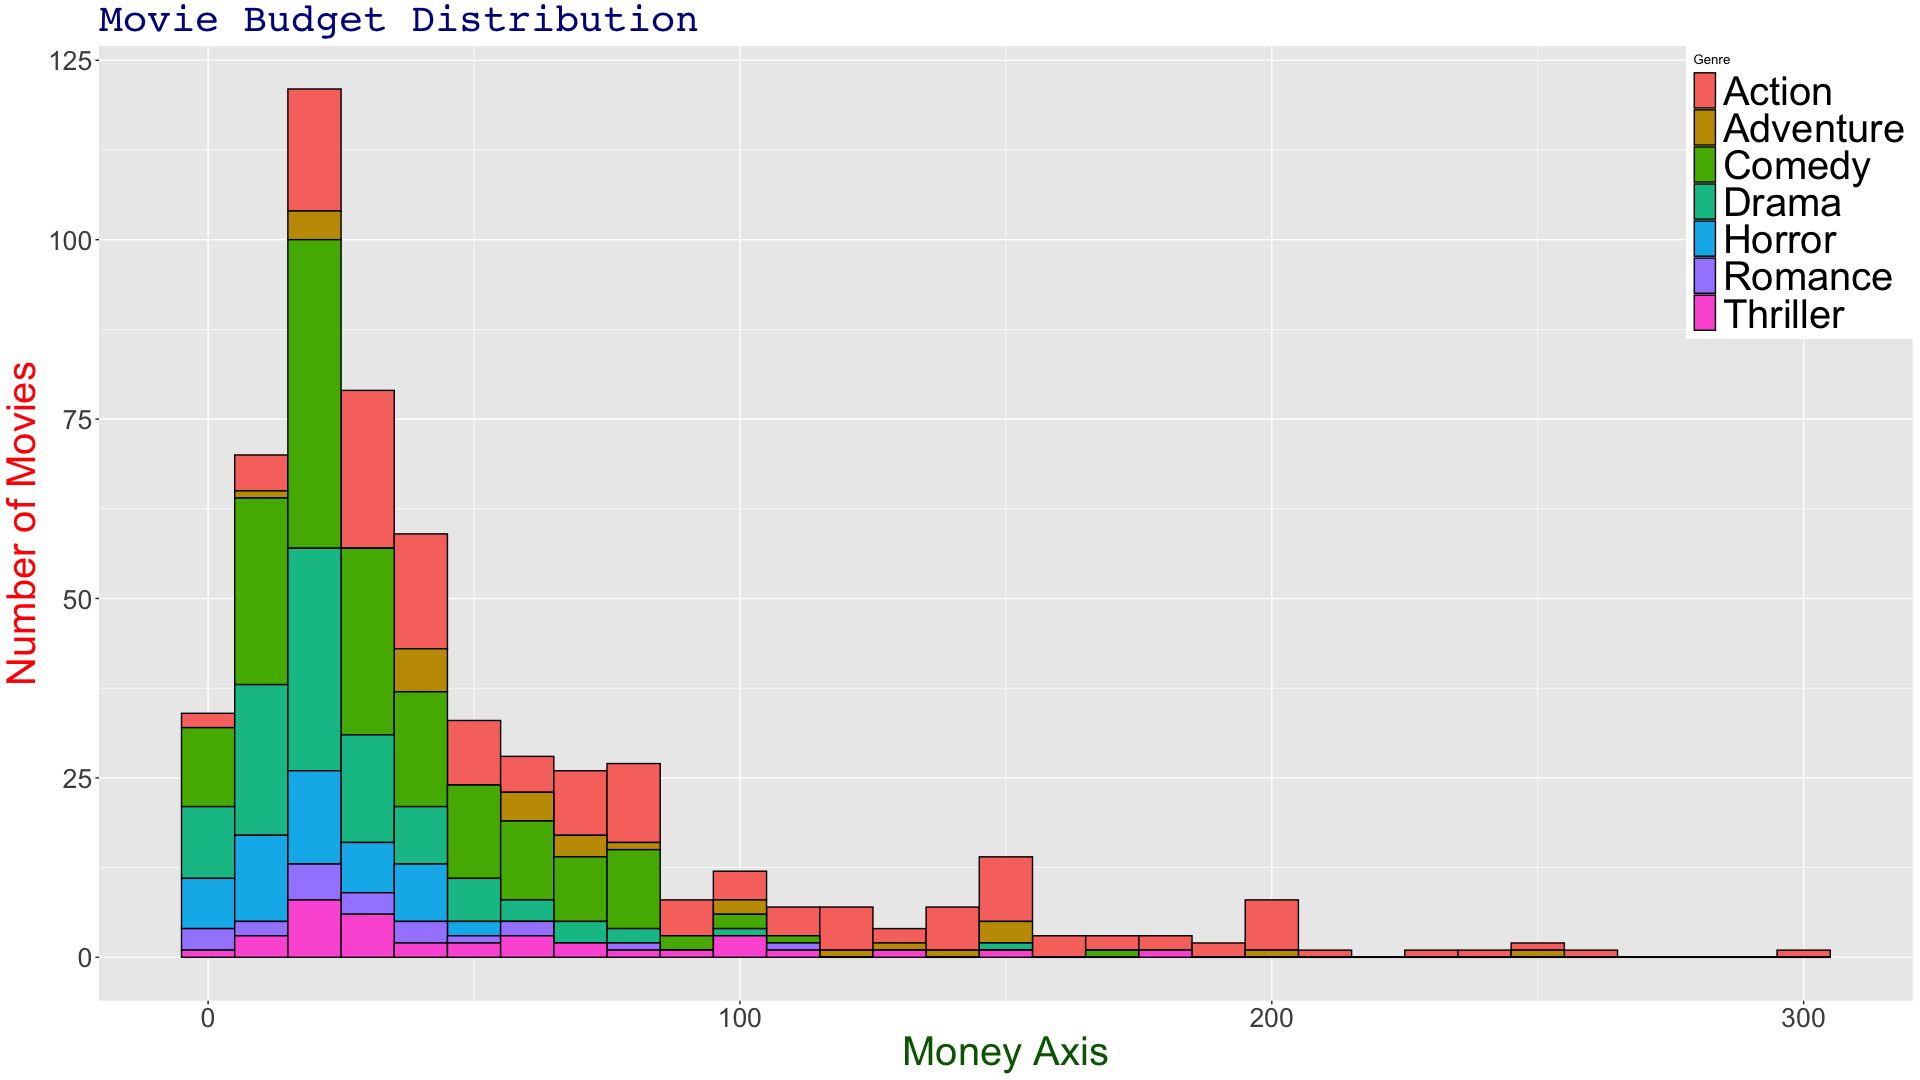 Movie Budget Distribution
Genre
Action
Adventure
Comedy
Drama
Horror
Romance
Thriller
Number of Movies
125
100
75
50
25
0
0 100 200 300
Money Axis